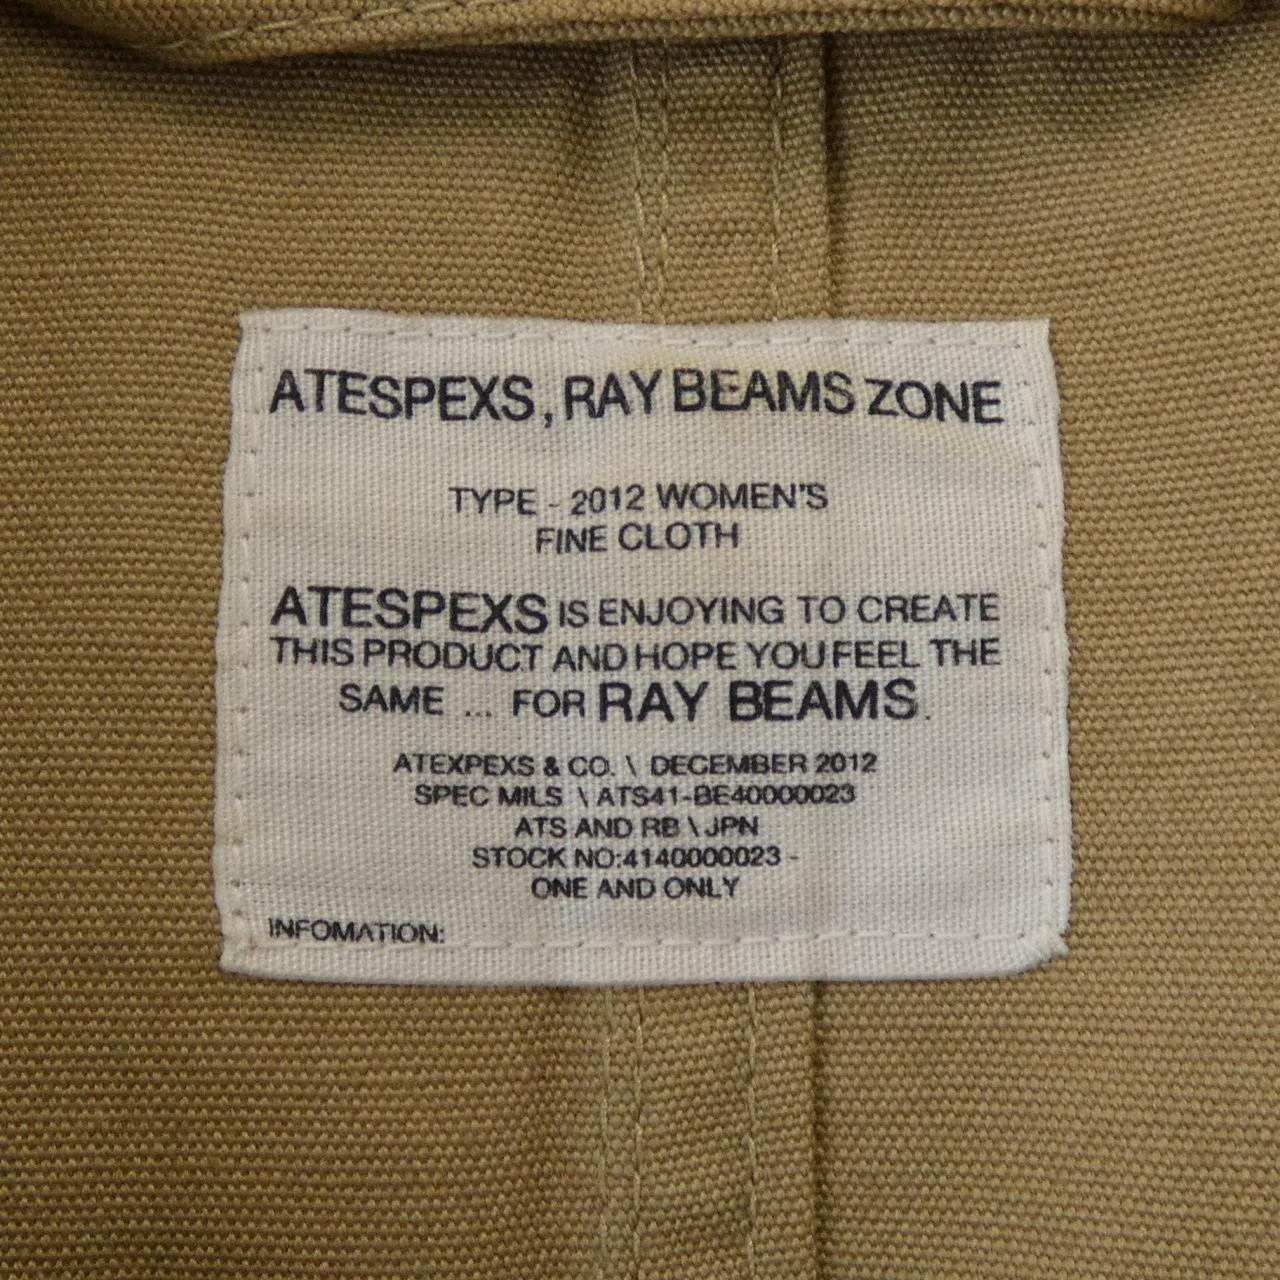 ATESPEXS, RAY BEAMS ZONE
TYPE - 2012 WOMEN'S
FINE CLOTH
ATESPEXS IS ENJOYING TO CREATE
THIS PRODUCT AND HOPE YOU FEEL THE
SAME ... FOR RAY BEAMS.
ATEXPEXS & CO. \ DECEMBER 2012
SPEC MILS \ ATS41-BE40000023
ATS AND RB \ JPN
STOCK NO:4140000023 -
ONE AND ONLY
INFOMATION: